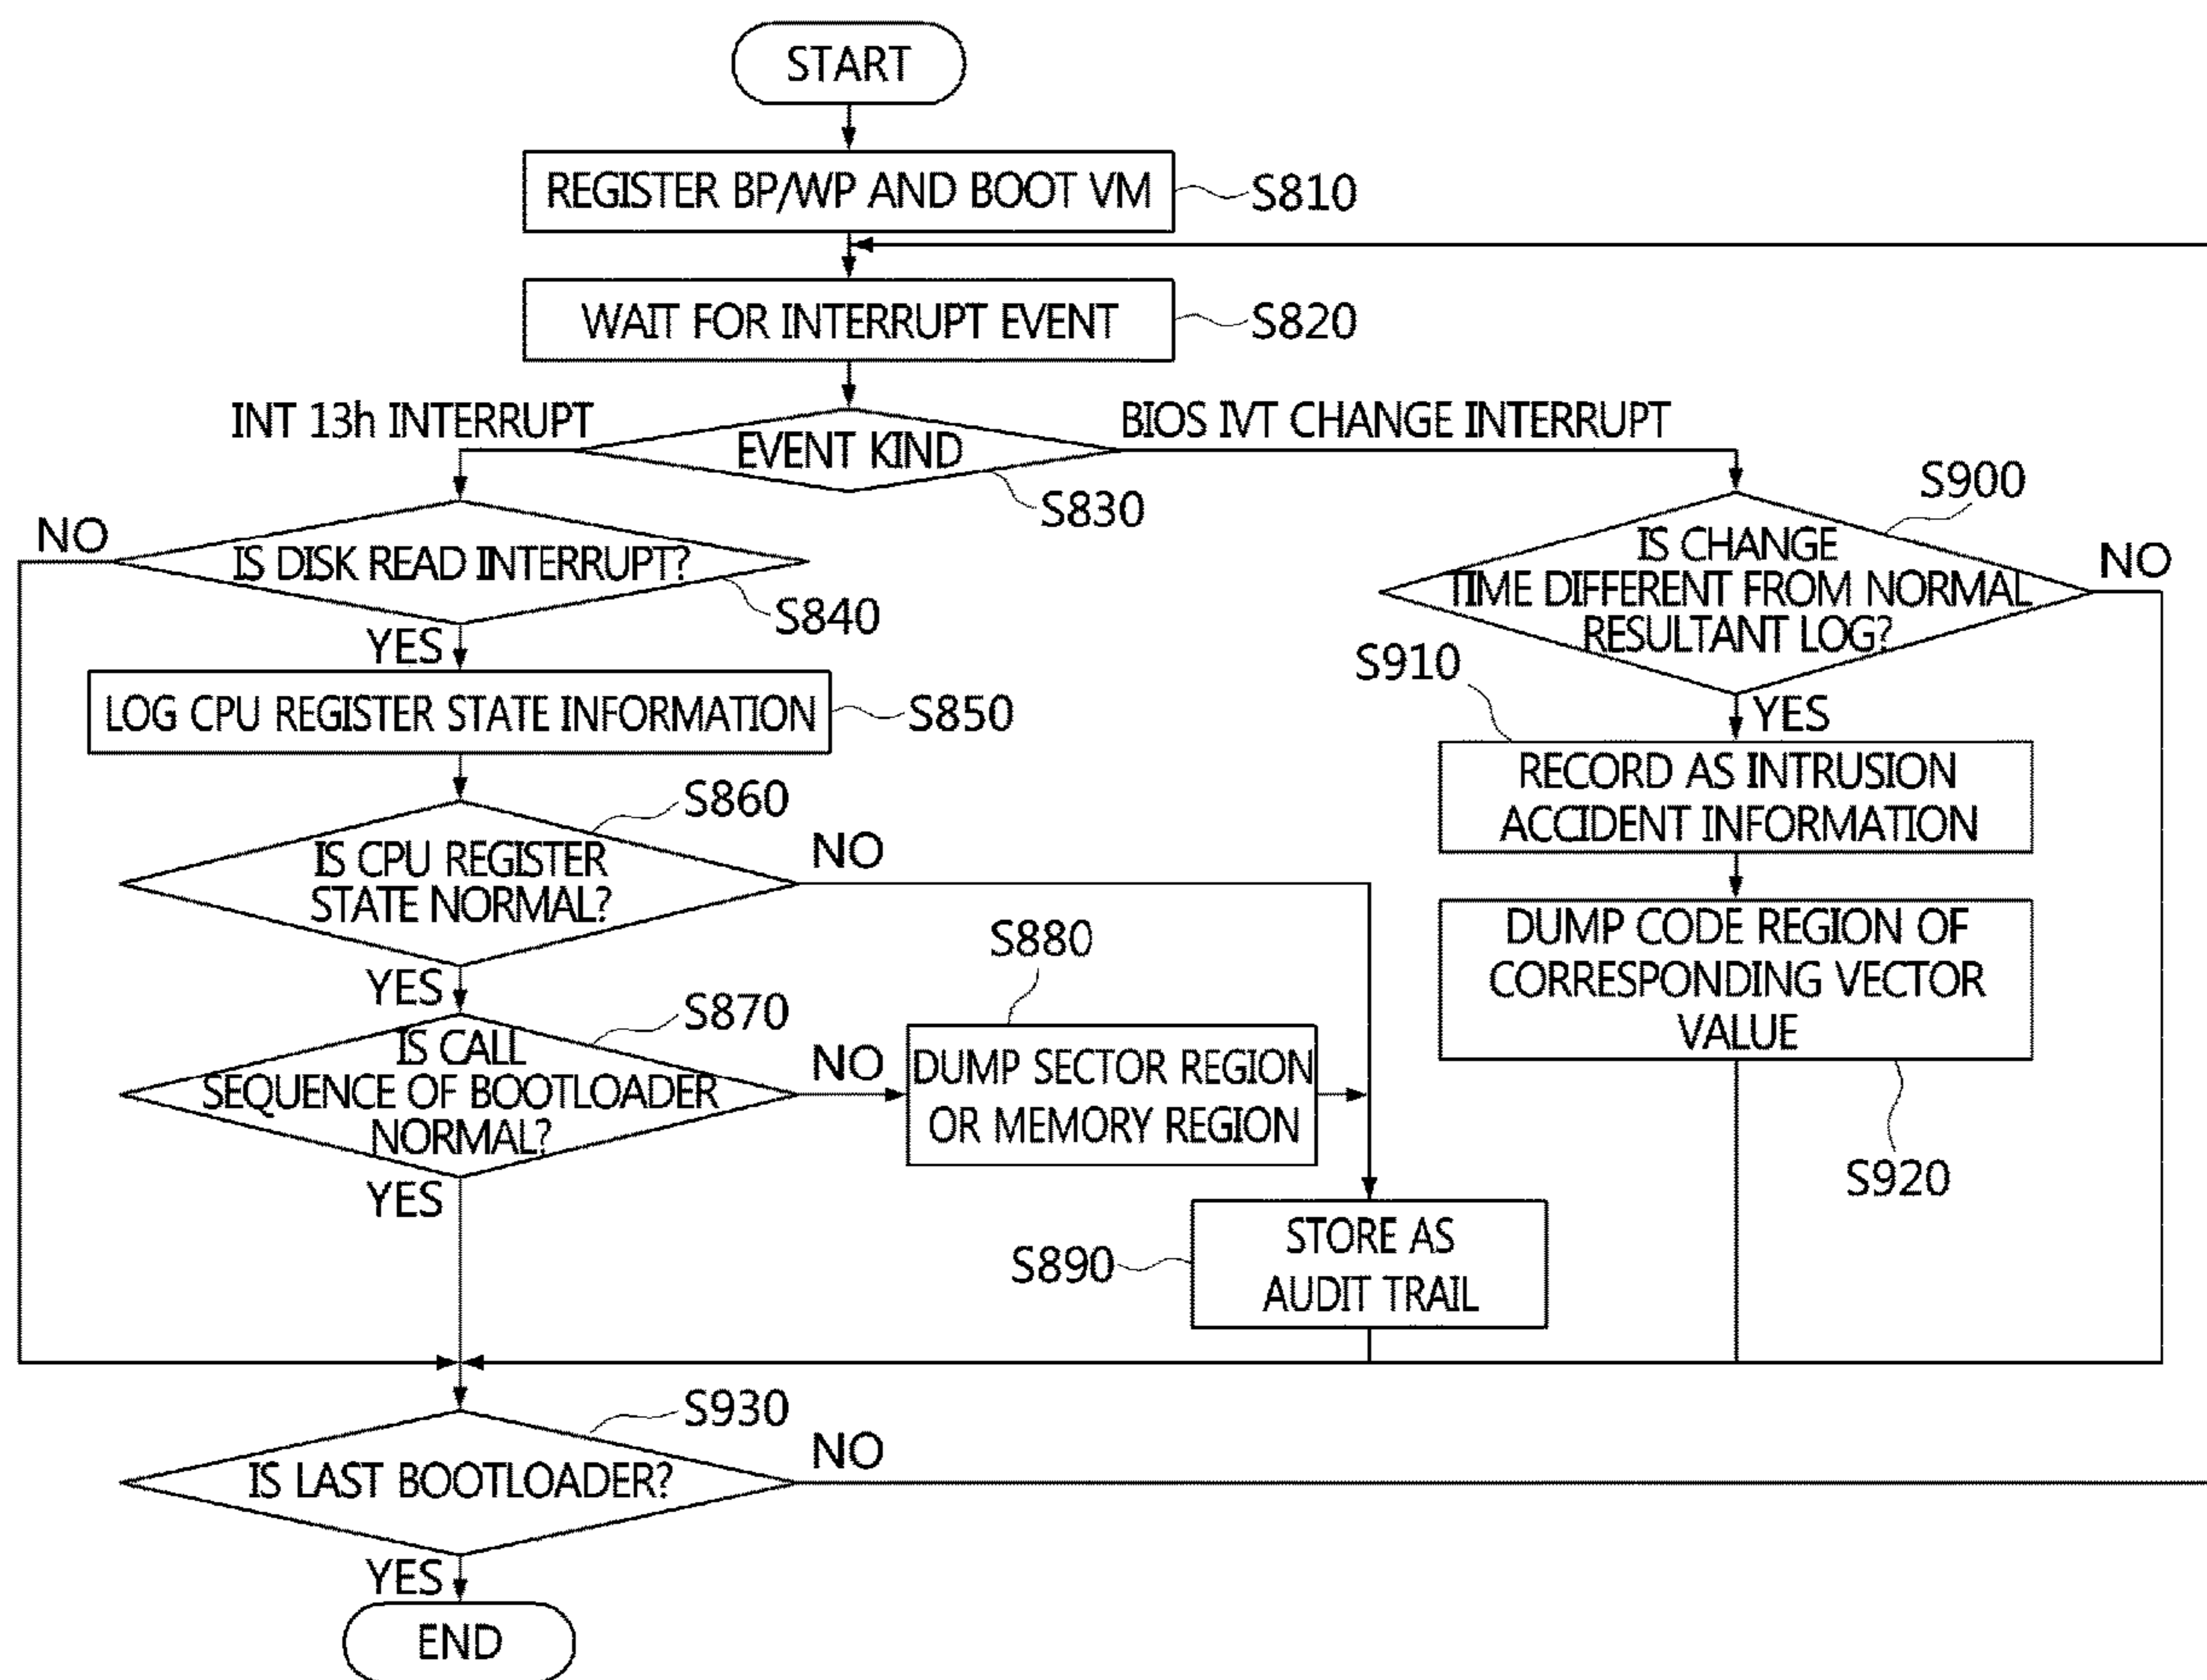 START
REGISTER BP/WP AND BOOT VM
S810
WAIT FOR INTERRUPT EVENT
S820
INT 13h INTERRUPT
EVENT KIND
BIOS IVT CHANGE INTERRUPT
S830
S900
NO
IS DISK READ INTERRUPT?
S840
YES
IS CHANGE
TIME DIFFERENT FROM NORMAL
RESULTANT LOG?
NO
S910
YES
LOG CPU REGISTER STATE INFORMATION
S850
RECORD AS INTRUSION
ACCIDENT INFORMATION
S860
IS CPU REGISTER
STATE NORMAL?
NO
YES
DUMP CODE REGION OF
CORRESPONDING VECTOR
VALUE
S920
S870
IS CALL
SEQUENCE OF BOOTLOADER
NORMAL?
NO
YES
S880
DUMP SECTOR REGION
OR MEMORY REGION
S890
STORE AS
AUDIT TRAIL
S930
IS LAST BOOTLOADER?
NO
YES
END